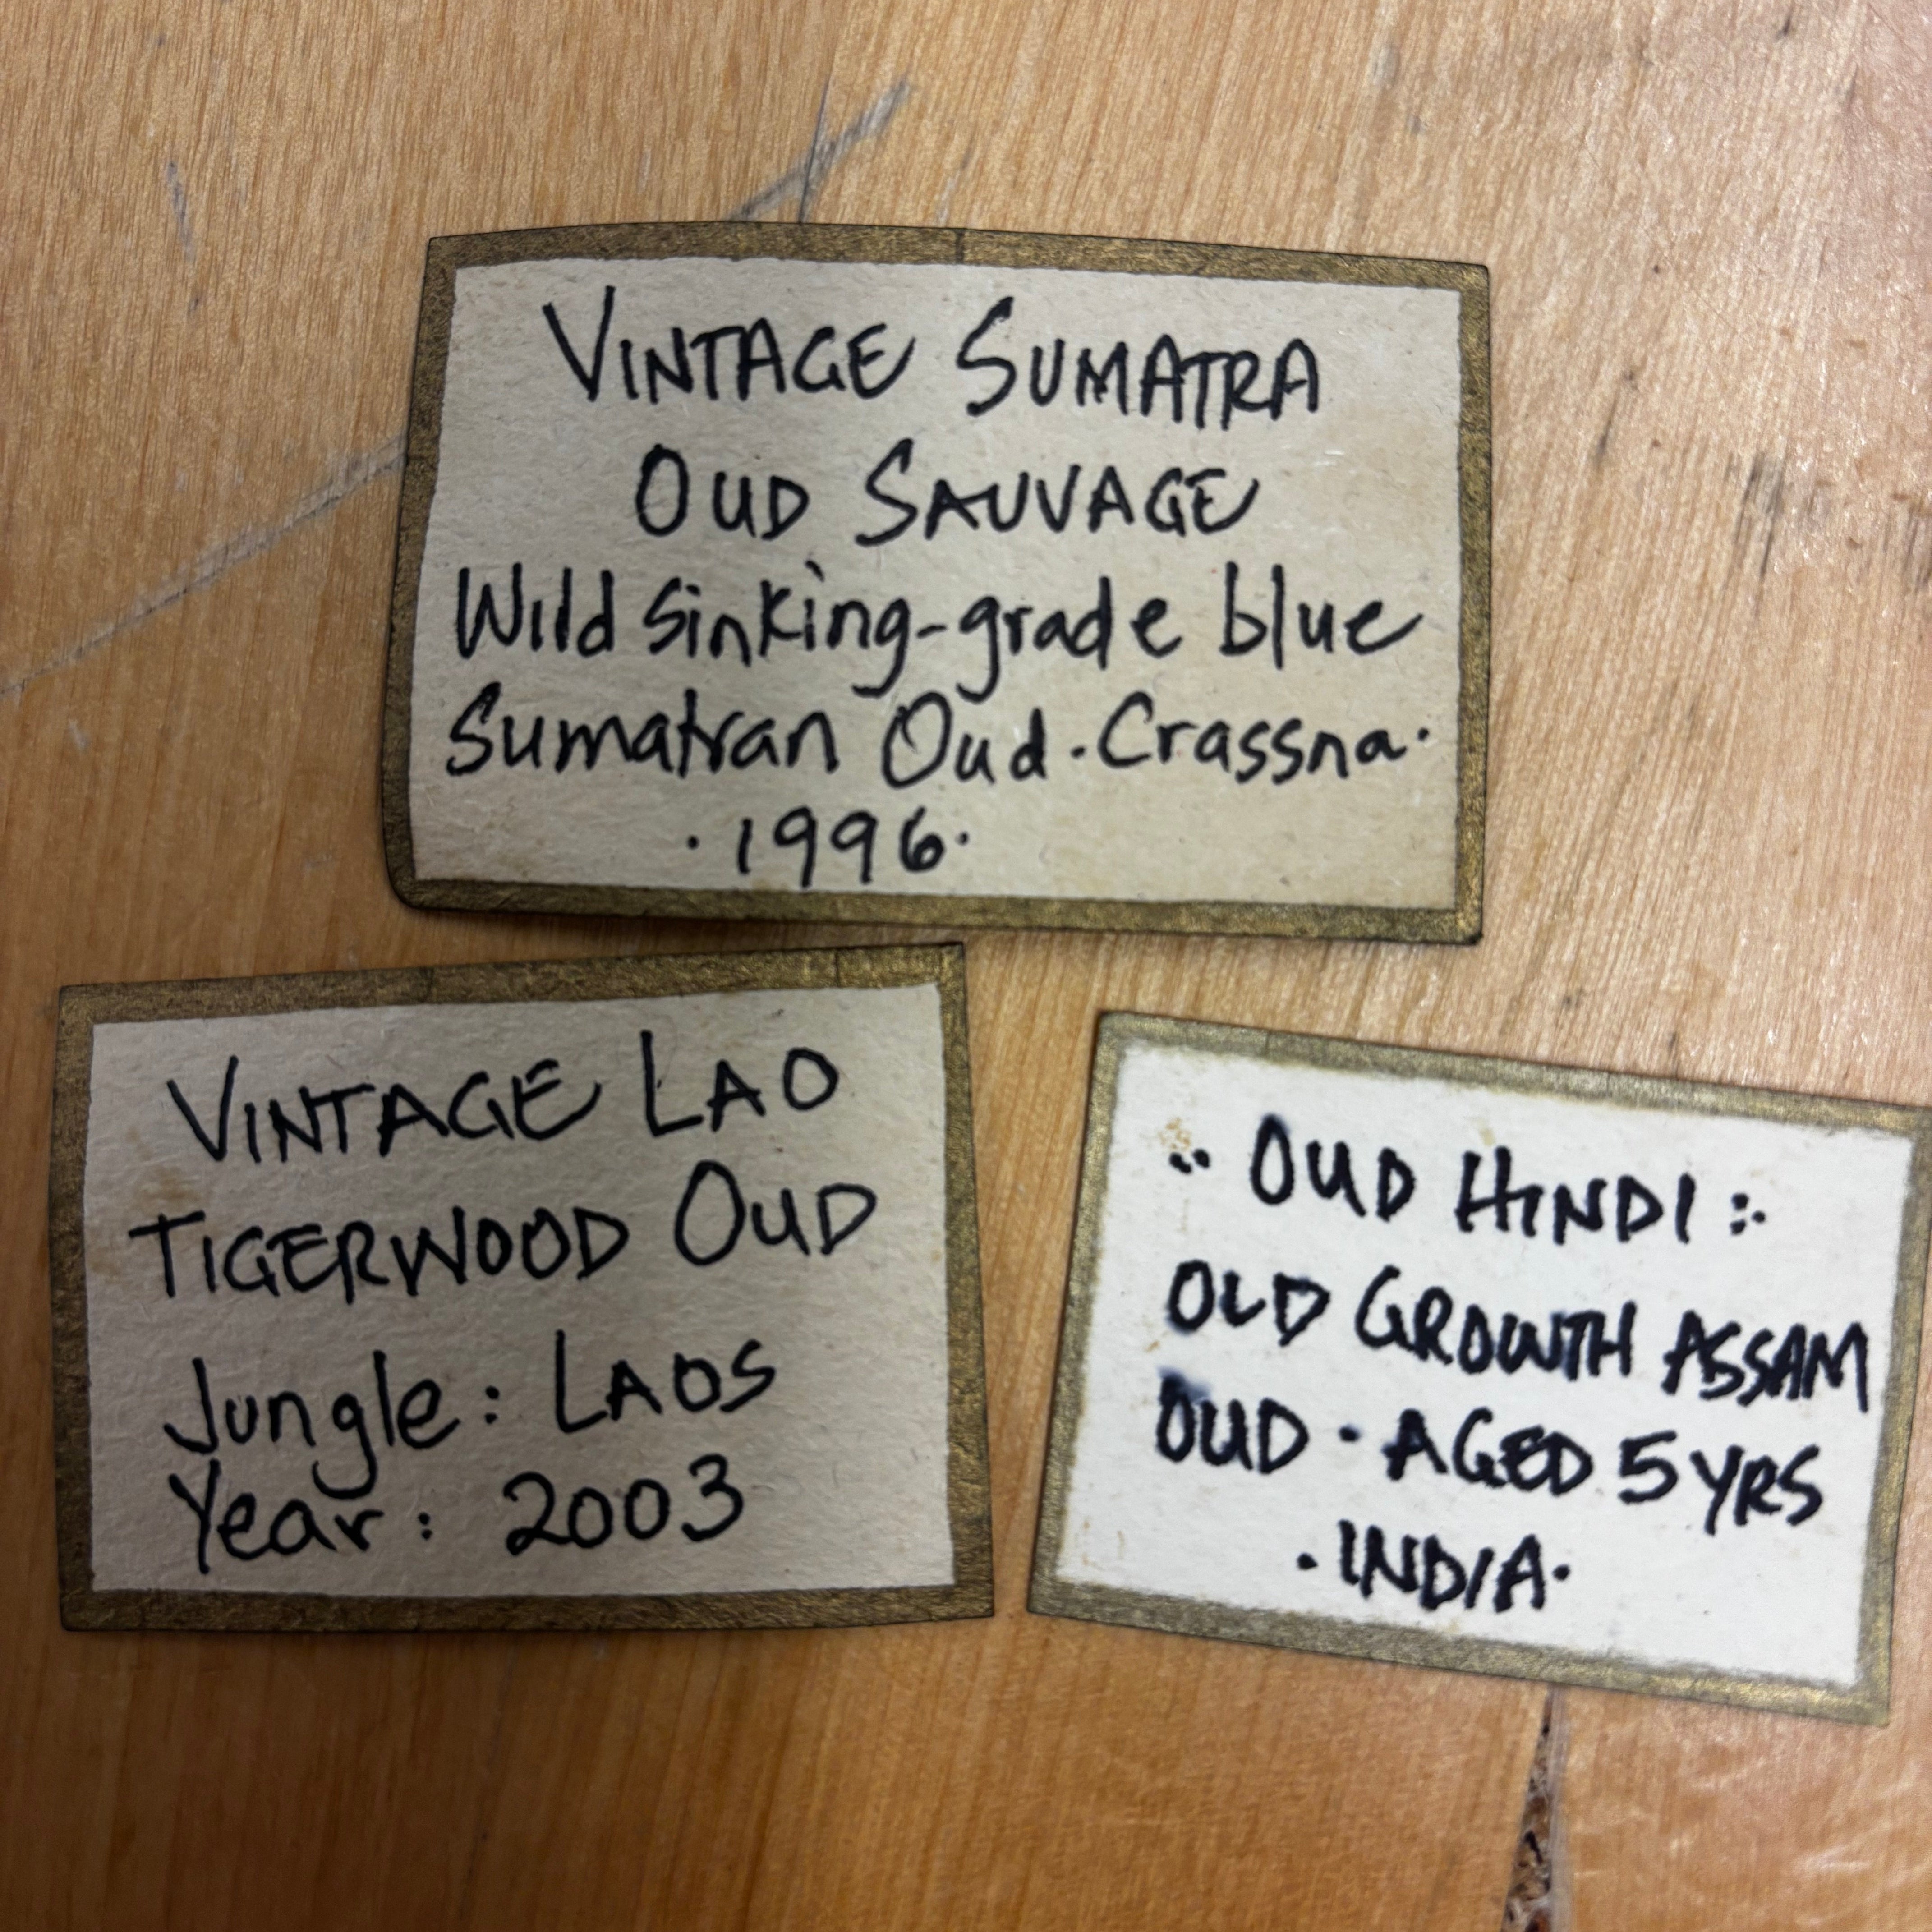 VINTAGE SUMATRA
OUD SAUVAGE
Wild sinking-grade blue
Sumatran Oud · Crassna ·
· 1996 ·
VINTAGE LAO
TIGERWOOD OUD
Jungle: LAOS
Year: 2003
·· OUD HINDI :·
OLD GROWTH ASSAM
OUD · AGED 5 YRS
· INDIA ·